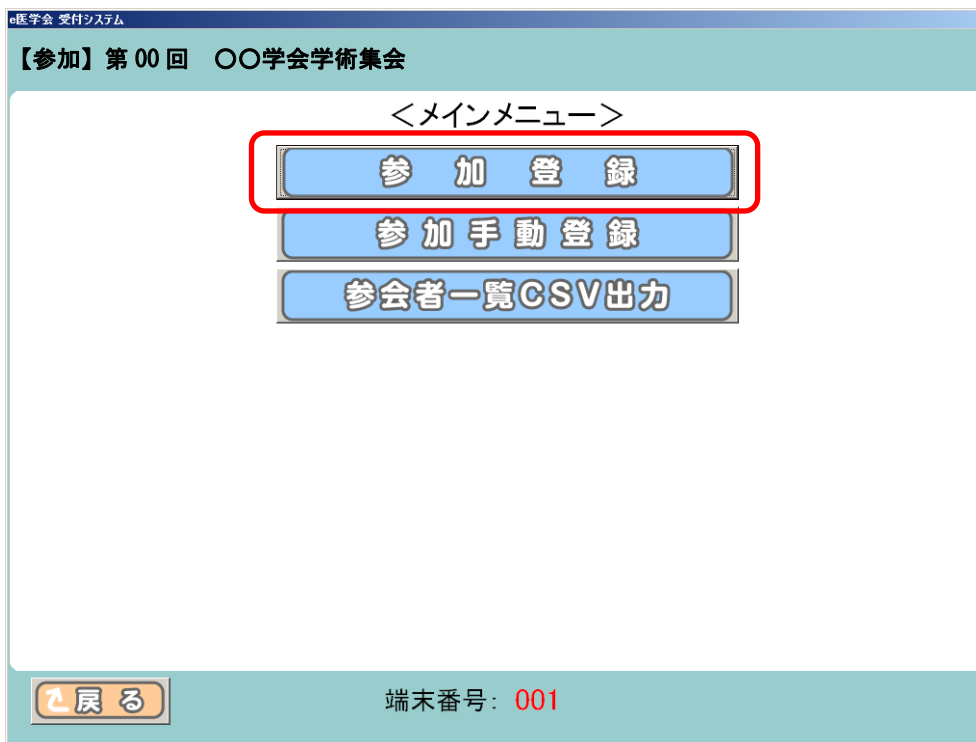 e医学会 受付システム
【参加】第 00 回　〇〇学会学術集会
＜メインメニュー＞
参加登録
参加手動登録
参会者一覧CSV出力
戻る
端末番号: 001